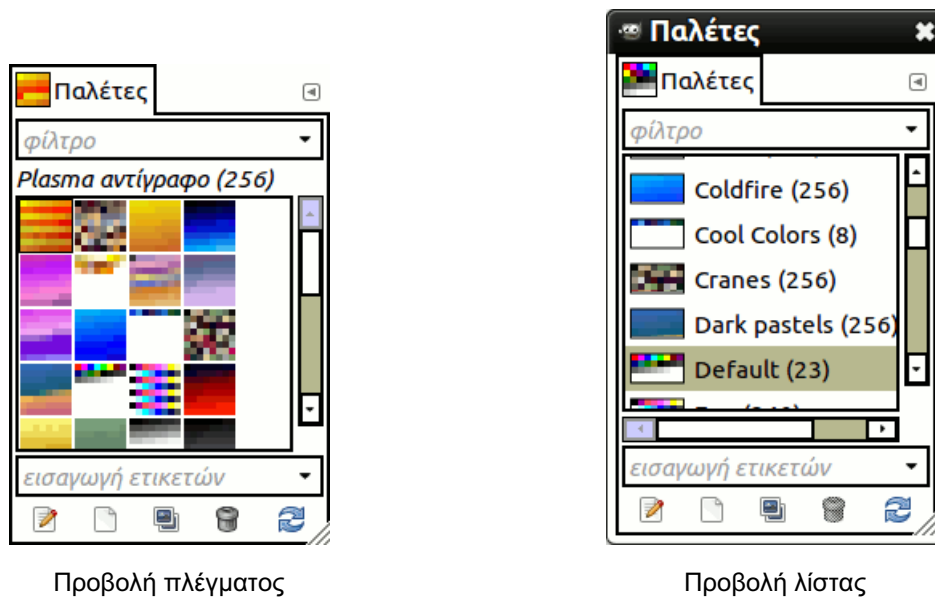 Παλέτες
φίλτρο
Plasma αντίγραφο (256)
εισαγωγή ετικετών
Προβολή πλέγματος
Παλέτες
Παλέτες
φίλτρο
Coldfire (256)
Cool Colors (8)
Cranes (256)
Dark pastels (256)
Default (23)
εισαγωγή ετικετών
Προβολή λίστας